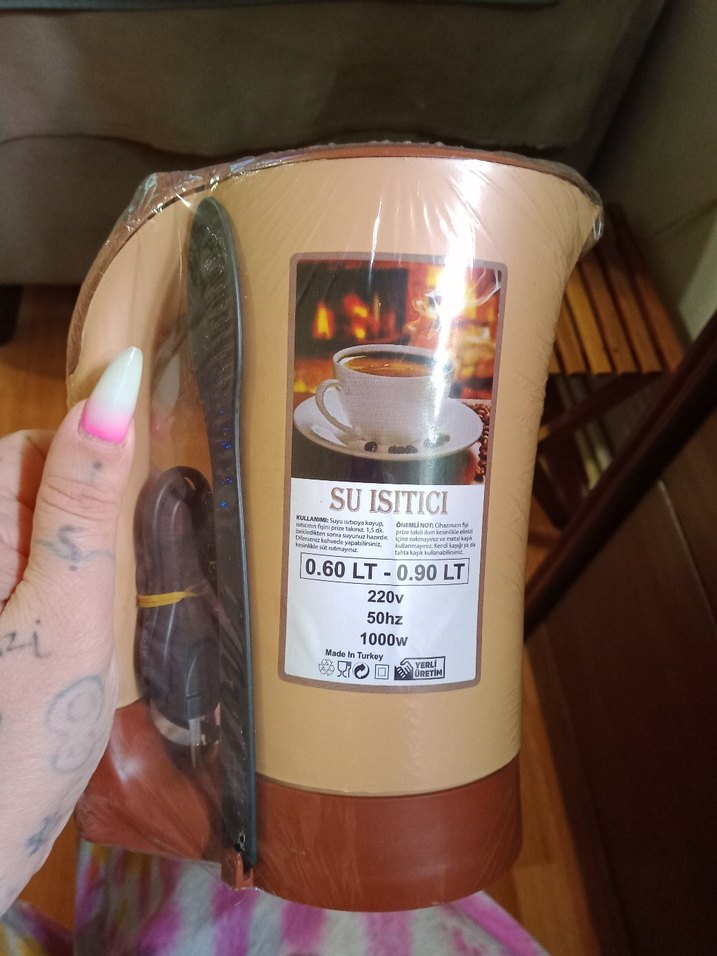 SU ISITICI
KULLANIMI: Suyu ısıtıcıya koyup,
ısıtıcının fişini prize takınız. 1,5 dk.
bekledikten sonra suyunuz hazırdır.
Dilerseniz kahvede yapabilirsiniz.
kesinlikle süt ısıtmayınız.
ÖNEMLİ NOT: Cihazınızın fişi
prize takılı iken kesinlikle elinizi
içine sokmayınız ve metal kaşık
kullanmayınız. Kendi kaşığı ya da
tahta kaşık kullanabilirsiniz.
0.60 LT - 0.90 LT
220v
50hz
1000w
Made In Turkey
YERLİ
ÜRETİM